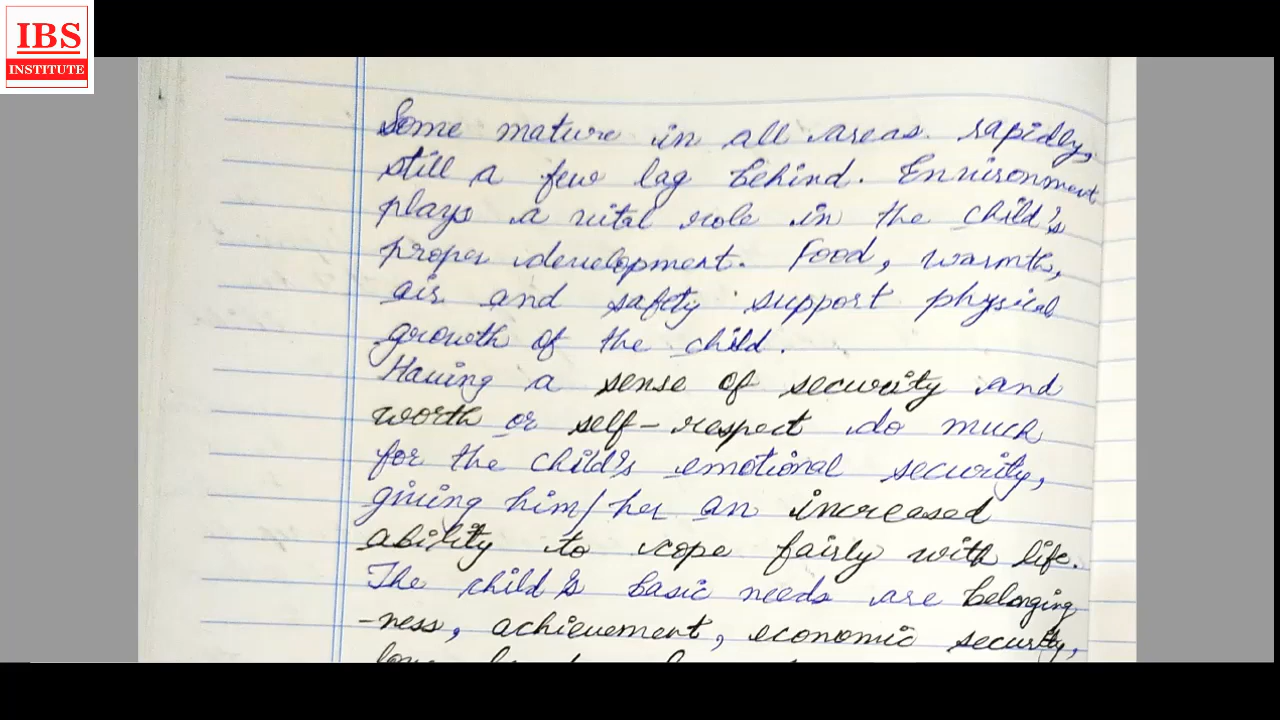 IBS
INSTITUTE
Some mature in all areas rapidly,
still a few lag behind. Environment
plays a vital role in the child's
proper development. Food, warmth,
air and safety support physical
growth of the child.
Having a sense of security and
worth or self-respect do much
for the child's emotional security,
giving him/her an increased
ability to cope fairly with life.
The child's basic needs are belonging
-ness, achievement, economic security,